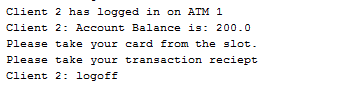 Client 2 has logged in on ATM 1
Client 2: Account Balance is: 200.0
Please take your card from the slot.
Please take your transaction reciept
Client 2: logoff